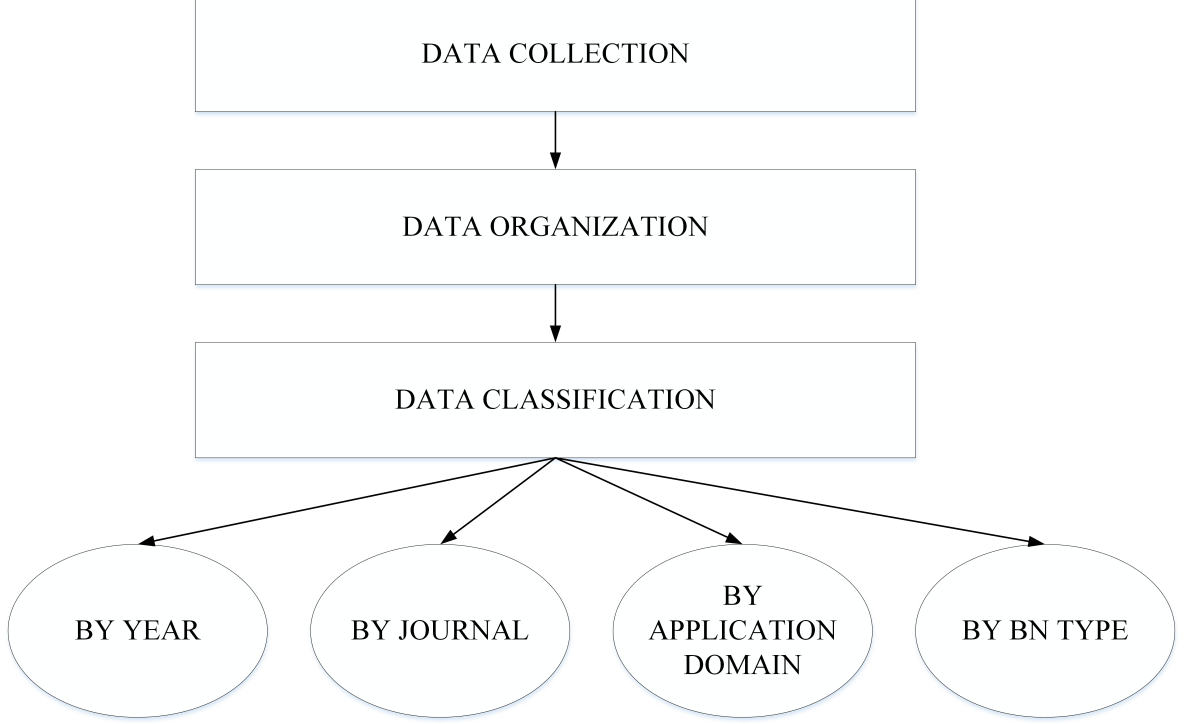 DATA COLLECTION
DATA ORGANIZATION
DATA CLASSIFICATION
BY YEAR
BY JOURNAL
BY
APPLICATION
DOMAIN
BY BN TYPE